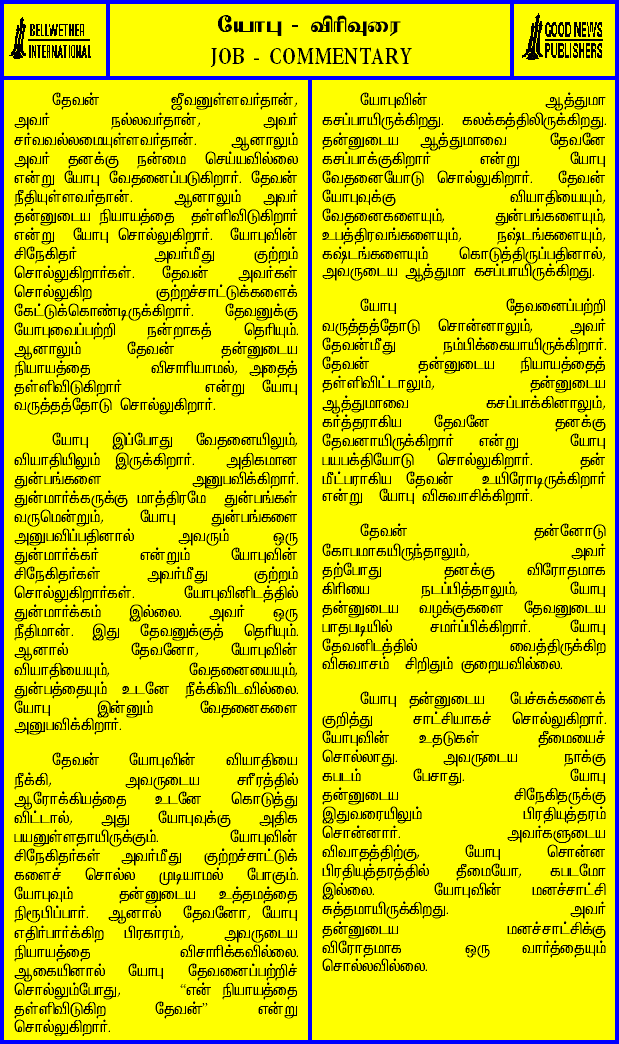 BELLWETHER
INTERNATIONAL
யோபு - விரிவுரை
JOB - COMMENTARY
GOOD NEWS
PUBLISHERS
தேவன் ஜீவனுள்ளவர்தான்,
அவர் நல்லவர்தான், அவர்
சர்வவல்லமையுள்ளவர்தான். ஆனாலும்
அவர் தனக்கு நன்மை செய்யவில்லை
என்று யோபு வேதனைப்படுகிறார். தேவன்
நீதியுள்ளவர்தான். ஆனாலும் அவர்
தன்னுடைய நியாயத்தை தள்ளிவிடுகிறார்
என்று யோபு சொல்லுகிறார். யோபுவின்
சிநேகிதர் அவர்மீது குற்றம்
சொல்லுகிறார்கள். தேவன் அவர்கள்
சொல்லுகிற குற்றச்சாட்டுக்களைக்
கேட்டுக்கொண்டிருக்கிறார். தேவனுக்கு
யோபுவைப்பற்றி நன்றாகத் தெரியும்.
ஆனாலும் தேவன் தன்னுடைய
நியாயத்தை விசாரியாமல், அதைத்
தள்ளிவிடுகிறார் என்று யோபு
வருத்தத்தோடு சொல்லுகிறார்.
யோபு இப்போது வேதனையிலும்,
வியாதியிலும் இருக்கிறார். அதிகமான
துன்பங்களை அனுபவிக்கிறார்.
துன்மார்க்கருக்கு மாத்திரமே துன்பங்கள்
வருமென்றும், யோபு துன்பங்களை
அனுபவிப்பதினால் அவரும் ஒரு
துன்மார்க்கர் என்றும் யோபுவின்
சிநேகிதர்கள் அவர்மீது குற்றம்
சொல்லுகிறார்கள். யோபுவினிடத்தில்
துன்மார்க்கம் இல்லை. அவர் ஒரு
நீதிமான். இது தேவனுக்குத் தெரியும்.
ஆனால் தேவனோ, யோபுவின்
வியாதியையும், வேதனையையும்,
துன்பத்தையும் உடனே நீக்கிவிடவில்லை.
யோபு இன்னும் வேதனைகளை
அனுபவிக்கிறார்.
தேவன் யோபுவின் வியாதியை
நீக்கி, அவருடைய சரீரத்தில்
ஆரோக்கியத்தை உடனே கொடுத்து
விட்டால், அது யோபுவுக்கு அதிக
பயனுள்ளதாயிருக்கும். யோபுவின்
சிநேகிதர்கள் அவர்மீது குற்றச்சாட்டுக்
களைச் சொல்ல முடியாமல் போகும்.
யோபுவும் தன்னுடைய உத்தமத்தை
நிரூபிப்பார். ஆனால் தேவனோ, யோபு
எதிர்பார்க்கிற பிரகாரம், அவருடைய
நியாயத்தை விசாரிக்கவில்லை.
ஆகையினால் யோபு தேவனைப்பற்றிச்
சொல்லும்போது, “என் நியாயத்தை
தள்ளிவிடுகிற தேவன்” என்று
சொல்லுகிறார்.
யோபுவின் ஆத்துமா
கசப்பாயிருக்கிறது. கலக்கத்திலிருக்கிறது.
தன்னுடைய ஆத்துமாவை தேவனே
கசப்பாக்குகிறார் என்று யோபு
வேதனையோடு சொல்லுகிறார். தேவன்
யோபுவுக்கு வியாதியையும்,
வேதனைகளையும், துன்பங்களையும்,
உபத்திரவங்களையும், நஷ்டங்களையும்,
கஷ்டங்களையும் கொடுத்திருப்பதினால்,
அவருடைய ஆத்துமா கசப்பாயிருக்கிறது.
யோபு தேவனைப்பற்றி
வருத்தத்தோடு சொன்னாலும், அவர்
தேவன்மீது நம்பிக்கையாயிருக்கிறார்.
தேவன் தன்னுடைய நியாயத்தைத்
தள்ளிவிட்டாலும், தன்னுடைய
ஆத்துமாவை கசப்பாக்கினாலும்,
கர்த்தராகிய தேவனே தனக்கு
தேவனாயிருக்கிறார் என்று யோபு
பயபக்தியோடு சொல்லுகிறார். தன்
மீட்பராகிய தேவன் உயிரோடிருக்கிறார்
என்று யோபு விசுவாசிக்கிறார்.
தேவன் தன்னோடு
கோபமாகயிருந்தாலும், அவர்
தற்போது தனக்கு விரோதமாக
கிரியை நடப்பித்தாலும், யோபு
தன்னுடைய வழக்குகளை தேவனுடைய
பாதபடியில் சமர்ப்பிக்கிறார். யோபு
தேவனிடத்தில் வைத்திருக்கிற
விசுவாசம் சிறிதும் குறையவில்லை.
யோபு தன்னுடைய பேச்சுக்களைக்
குறித்து சாட்சியாகச் சொல்லுகிறார்.
யோபுவின் உதடுகள் தீமையைச்
சொல்லாது. அவருடைய நாக்கு
கபடம் பேசாது. யோபு
தன்னுடைய சிநேகிதருக்கு
இதுவரையிலும் பிரதியுத்தரம்
சொன்னார். அவர்களுடைய
விவாதத்திற்கு, யோபு சொன்ன
பிரதியுத்தரத்தில் தீமையோ, கபடமோ
இல்லை. யோபுவின் மனச்சாட்சி
சுத்தமாயிருக்கிறது. அவர்
தன்னுடைய மனச்சாட்சிக்கு
விரோதமாக ஒரு வார்த்தையும்
சொல்லவில்லை.